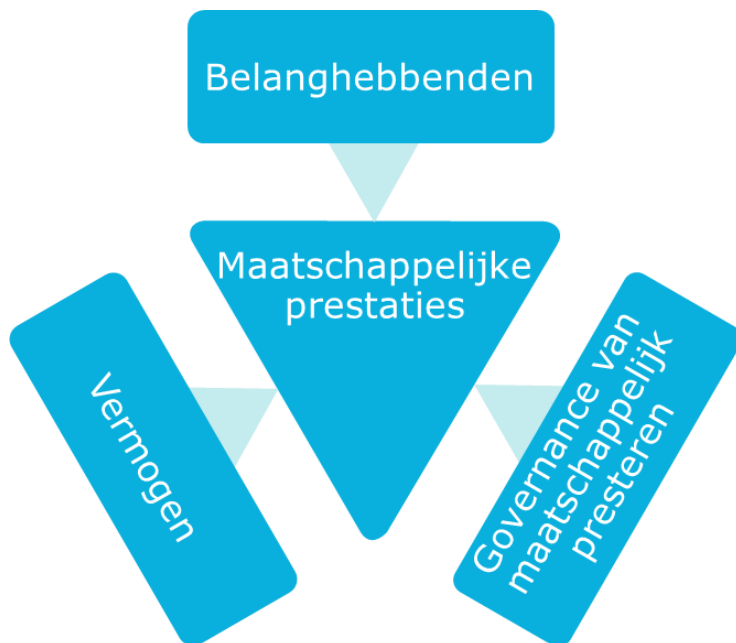 Belanghebbenden
Maatschappelijke
prestaties
Vermogen
Governance van
maatschappelijk
presteren